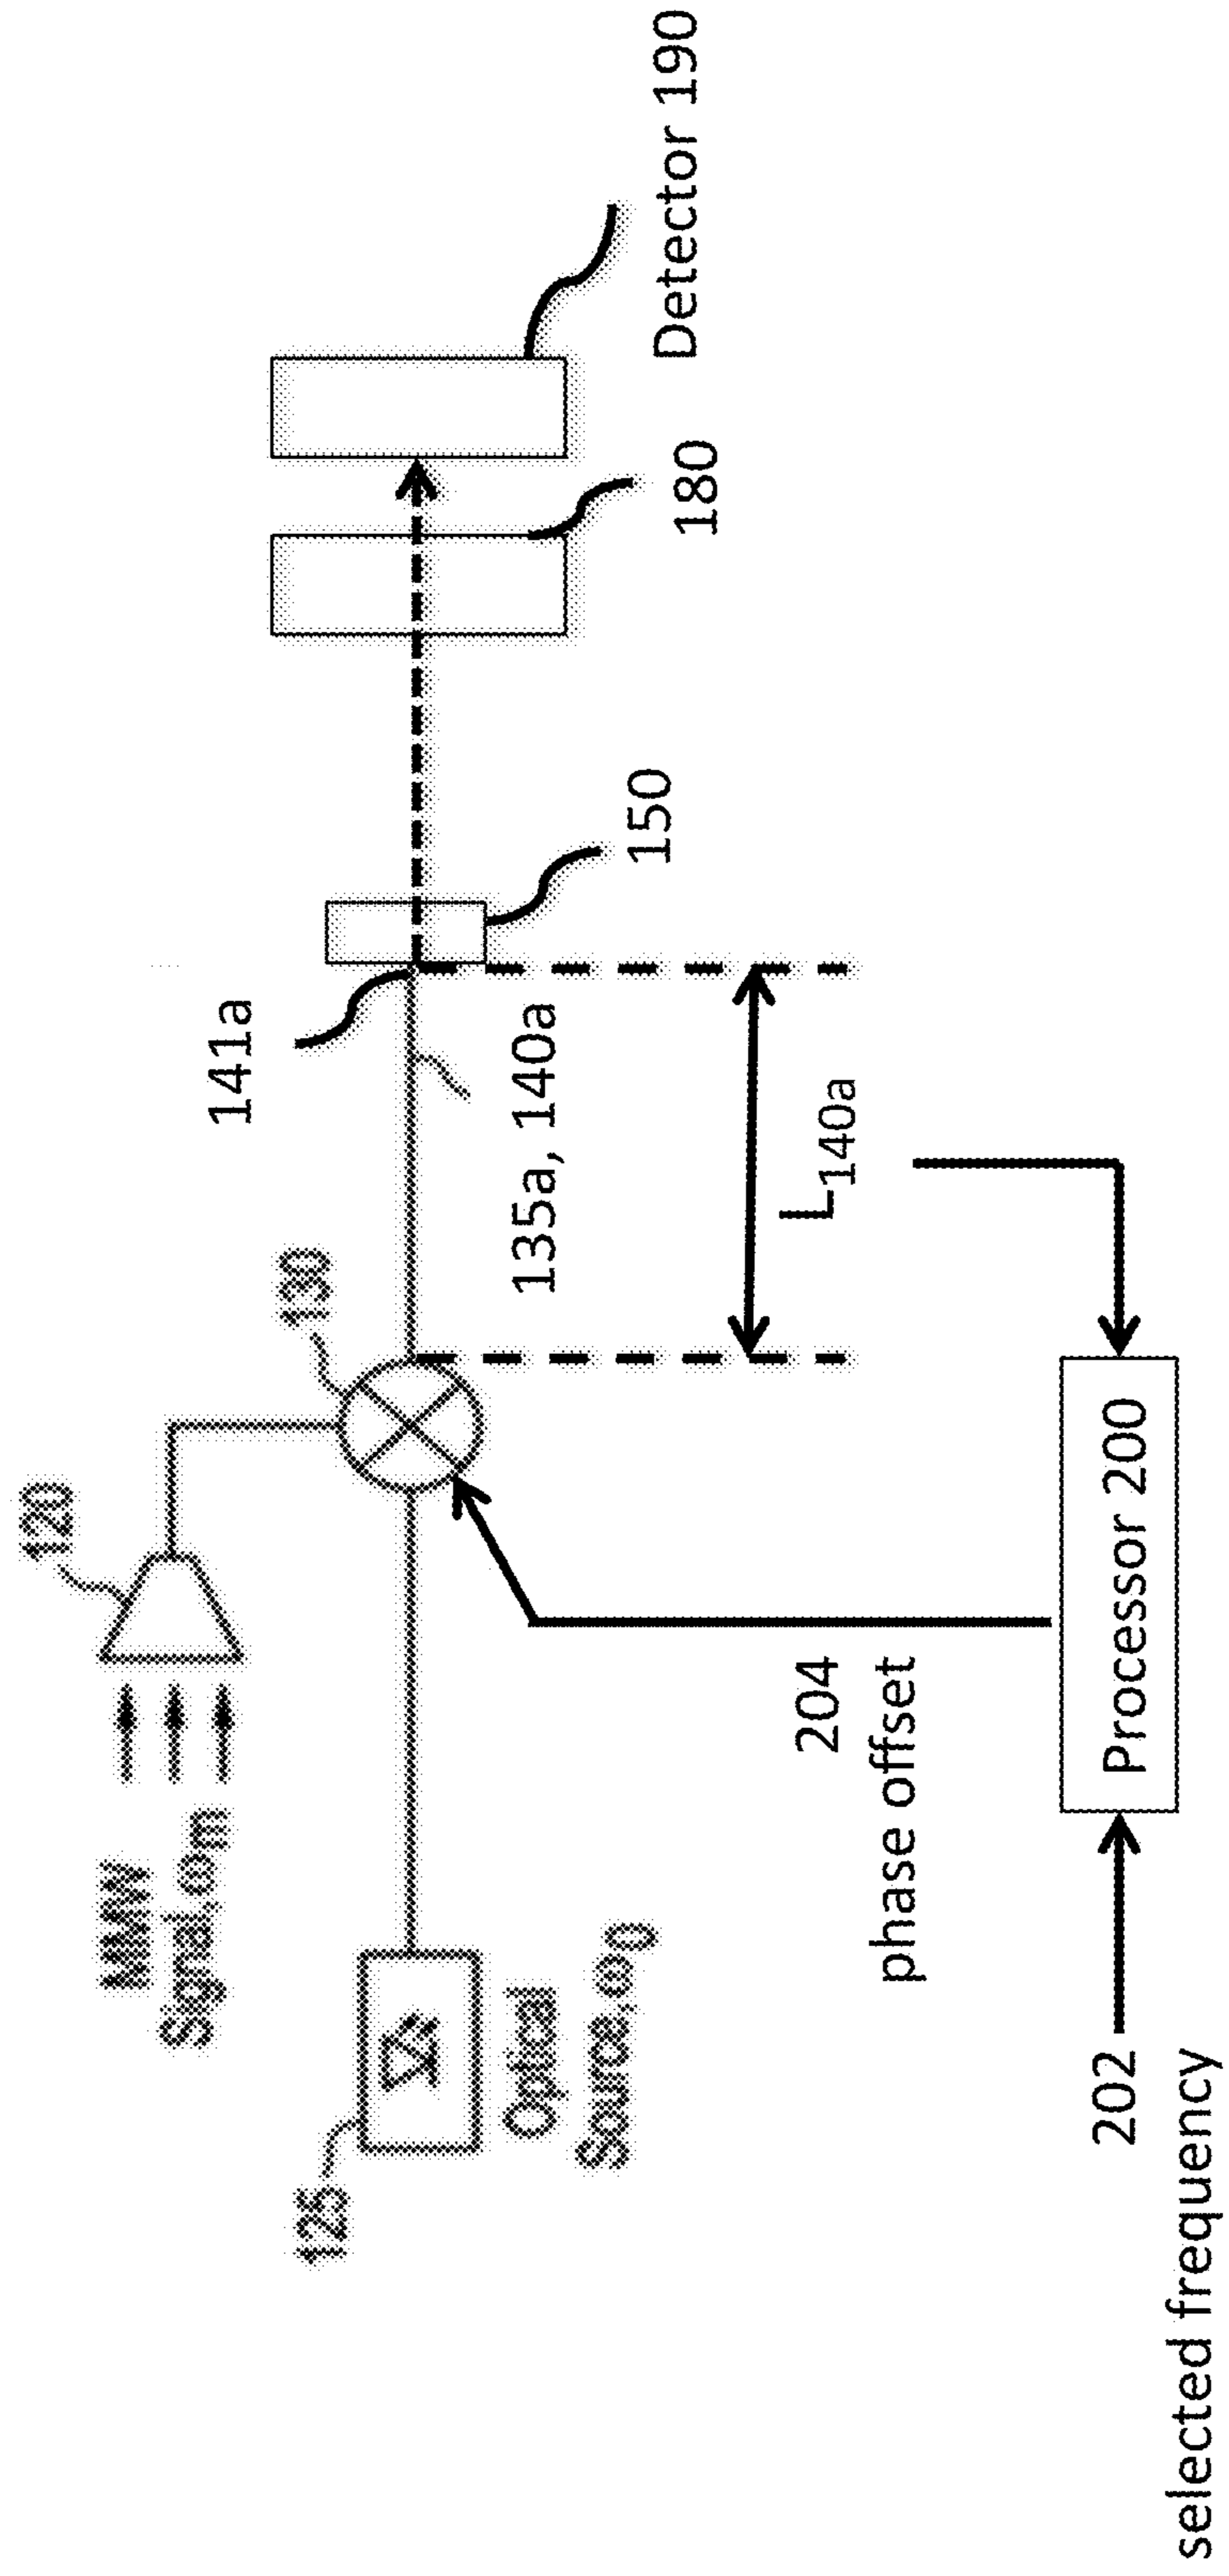 120
MMW
Signal,ωm
130
125
Optical
Source,ω0
141a
135a, 140a
150
180
Detector 190
L140a
204
phase offset
Processor 200
202
selected frequency